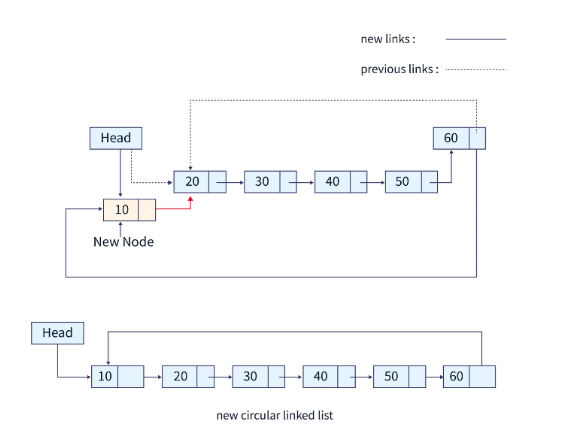 new links :
previous links :
Head
60
20
30
40
50
10
New Node
Head
10
20
30
40
50
60
new circular linked list